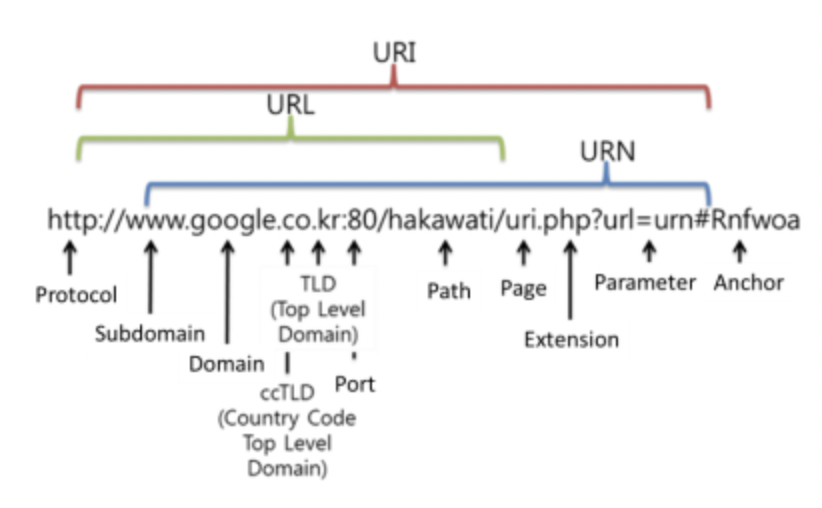 URI
URL
URN
http://www.google.co.kr:80/hakawati/uri.php?url=urn#Rnfwoa
Protocol
Subdomain
Domain
TLD
(Top Level
Domain)
ccTLD
(Country Code
Top Level
Domain)
Port
Path
Page
Extension
Parameter
Anchor